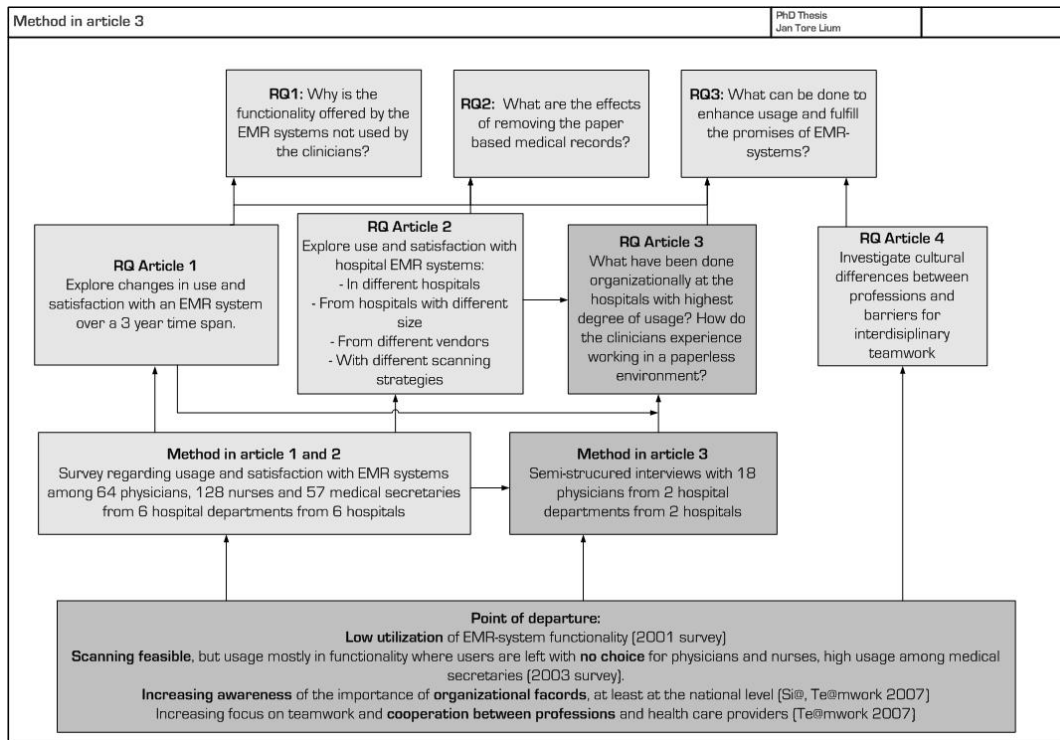 Method in article 3
PhD Thesis
Jan Tore Lium
RQ1: Why is the
functionality offered by the
EMR systems not used by
the clinicians?
RQ2: What are the effects
of removing the paper
based medical records?
RQ3: What can be done to
enhance usage and fulfill
the promises of EMR-
systems?
RQ Article 1
Explore changes in use and
satisfaction with an EMR system
over a 3 year time span.
RQ Article 2
Explore use and satisfaction with
hospital EMR systems:
- In different hospitals
- From hospitals with different
size
- From different vendors
- With different scanning
strategies
RQ Article 3
What have been done
organizationally at the
hospitals with highest
degree of usage? How do
the clinicians experience
working in a paperless
environment?
RQ Article 4
Investigate cultural
differences between
professions and
barriers for
interdisiplinary
teamwork
Method in article 1 and 2
Survey regarding usage and satisfaction with EMR systems
among 64 physicians, 128 nurses and 57 medical secretaries
from 6 hospital departments from 6 hospitals
Method in article 3
Semi-strucured interviews with 18
physicians from 2 hospital
departments from 2 hospitals
Point of departure:
Low utilization of EMR-system functionality (2001 survey)
Scanning feasible, but usage mostly in functionality where users are left with no choice for physicians and nurses, high usage among medical
secretaries (2003 survey).
Increasing awareness of the importance of organizational facords, at least at the national level (Si@, Te@mwork 2007)
Increasing focus on teamwork and cooperation between professions and health care providers (Te@mwork 2007)